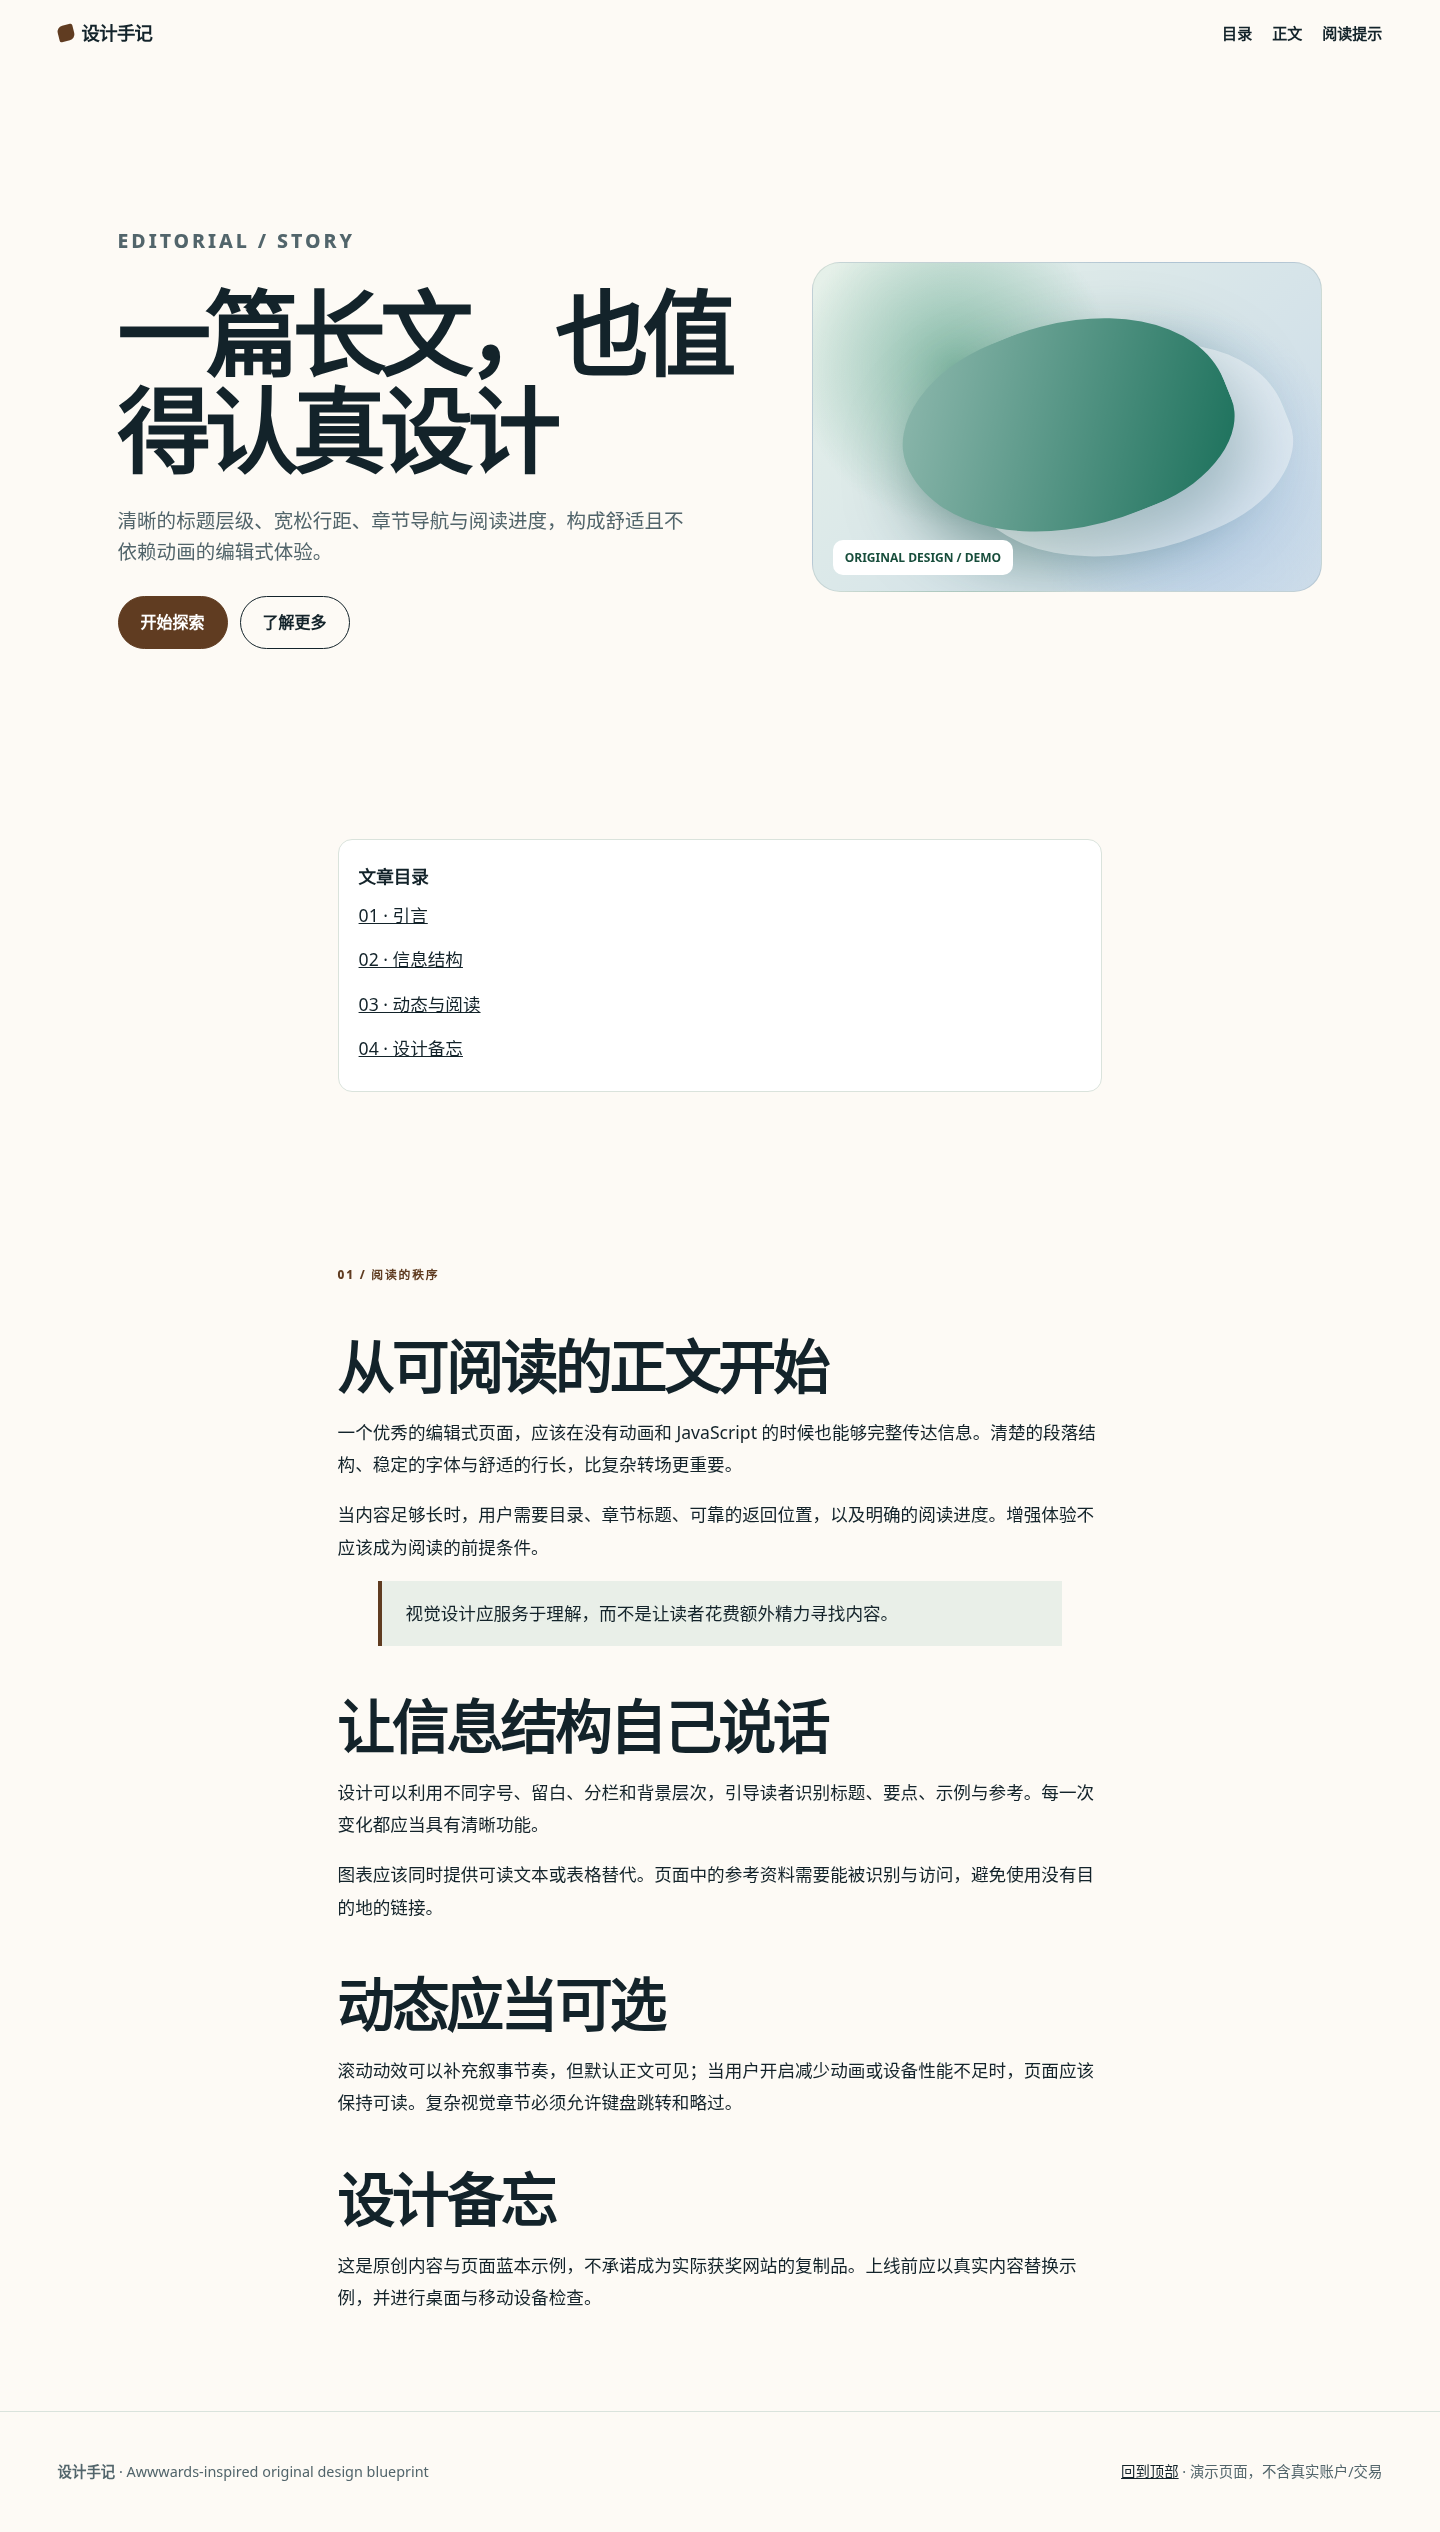 设计手记
目录 正文 阅读提示
EDITORIAL / STORY
一篇长文，也值
得认真设计
清晰的标题层级、宽松行距、章节导航与阅读进度，构成舒适且不
依赖动画的编辑式体验。
开始探索 了解更多
ORIGINAL DESIGN / DEMO
文章目录
01 · 引言
02 · 信息结构
03 · 动态与阅读
04 · 设计备忘
01 / 阅读的秩序
从可阅读的正文开始
一个优秀的编辑式页面，应该在没有动画和 JavaScript 的时候也能够完整传达信息。清楚的段落结
构、稳定的字体与舒适的行长，比复杂转场更重要。
当内容足够长时，用户需要目录、章节标题、可靠的返回位置，以及明确的阅读进度。增强体验不
应该成为阅读的前提条件。
视觉设计应服务于理解，而不是让读者花费额外精力寻找内容。
让信息结构自己说话
设计可以利用不同字号、留白、分栏和背景层次，引导读者识别标题、要点、示例与参考。每一次
变化都应当具有清晰功能。
图表应该同时提供可读文本或表格替代。页面中的参考资料需要能被识别与访问，避免使用没有目
的地的链接。
动态应当可选
滚动动效可以补充叙事节奏，但默认正文可见；当用户开启减少动画或设备性能不足时，页面应该
保持可读。复杂视觉章节必须允许键盘跳转和略过。
设计备忘
这是原创内容与页面蓝本示例，不承诺成为实际获奖网站的复制品。上线前应以真实内容替换示
例，并进行桌面与移动设备检查。
设计手记 · Awwwards-inspired original design blueprint
回到顶部 · 演示页面，不含真实账户/交易